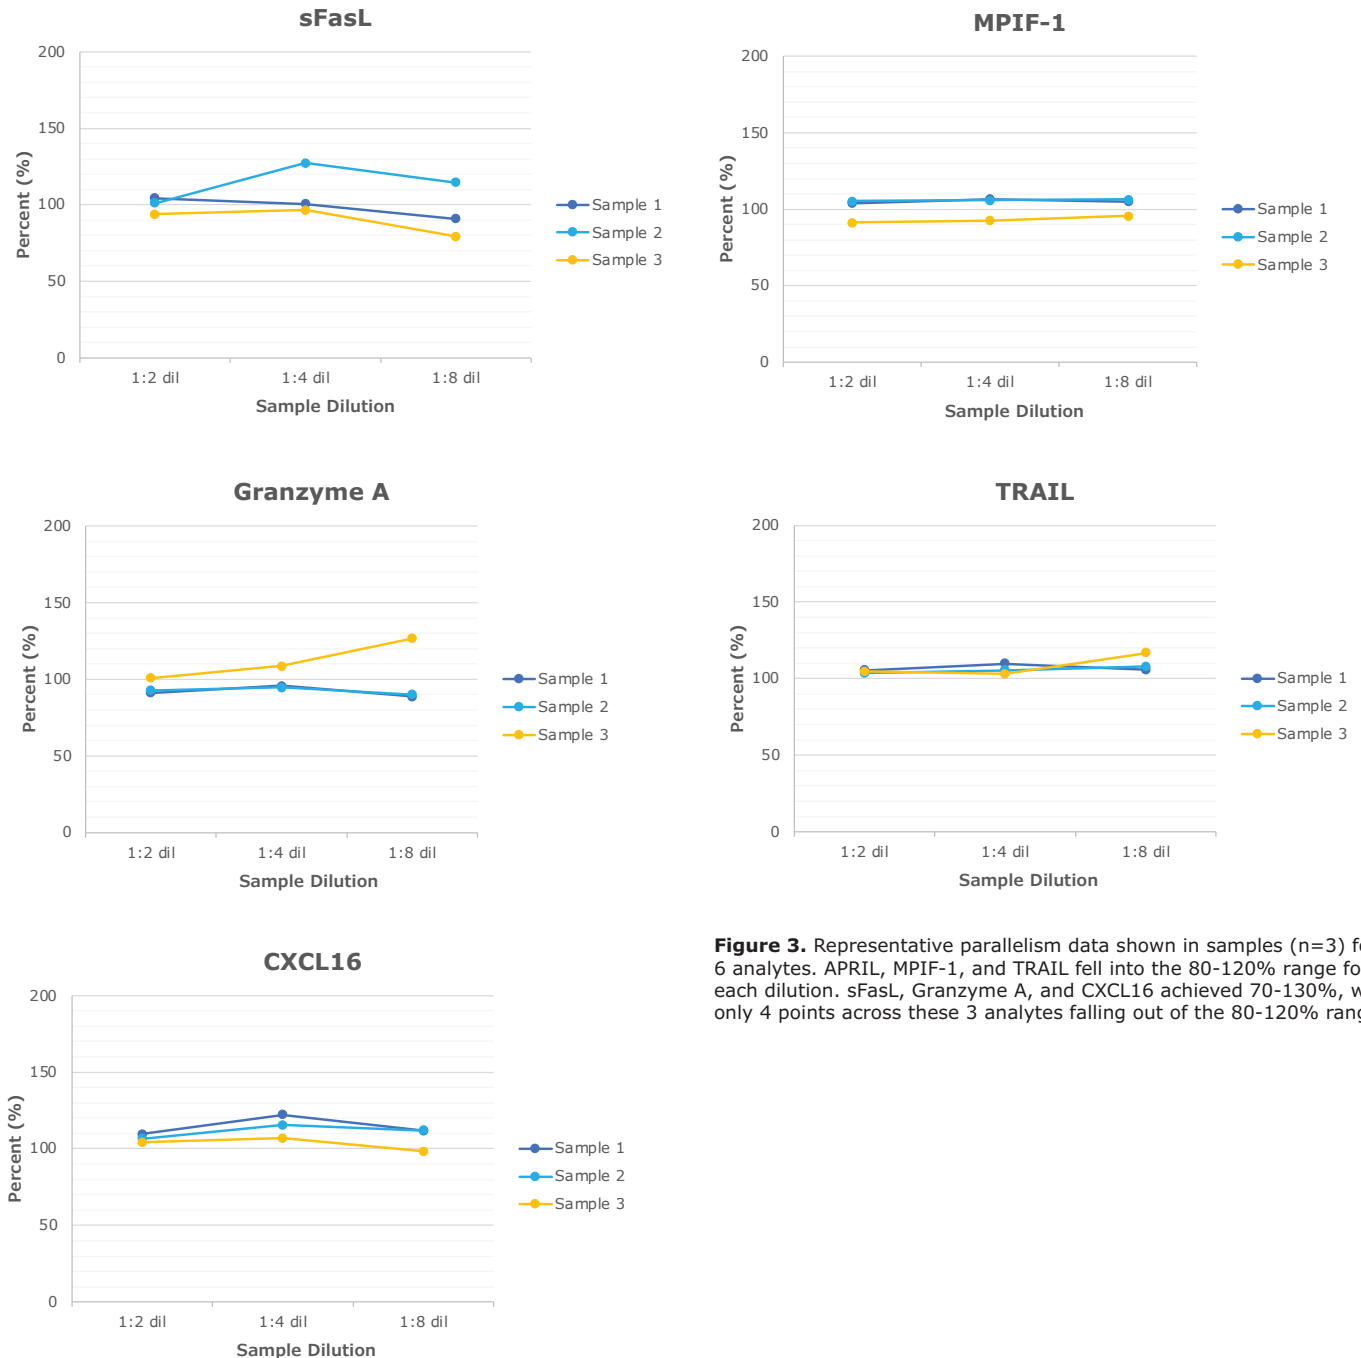 sFasL
200
150
100
50
0
Percent (%)
1:2 dil 1:4 dil 1:8 dil
Sample Dilution
Sample 1
Sample 2
Sample 3
MPIF-1
200
150
100
50
0
Percent (%)
1:2 dil 1:4 dil 1:8 dil
Sample Dilution
Sample 1
Sample 2
Sample 3
Granzyme A
200
150
100
50
0
Percent (%)
1:2 dil 1:4 dil 1:8 dil
Sample Dilution
Sample 1
Sample 2
Sample 3
TRAIL
200
150
100
50
0
Percent (%)
1:2 dil 1:4 dil 1:8 dil
Sample Dilution
Sample 1
Sample 2
Sample 3
CXCL16
200
150
100
50
0
Percent (%)
1:2 dil 1:4 dil 1:8 dil
Sample Dilution
Sample 1
Sample 2
Sample 3
Figure 3. Representative parallelism data shown in samples (n=3)
6 analytes. APRIL, MPIF-1, and TRAIL fell into the 80-120% range
each dilution. sFasL, Granzyme A, and CXCL16 achieved 70-130%,
only 4 points across these 3 analytes falling out of the 80-120%